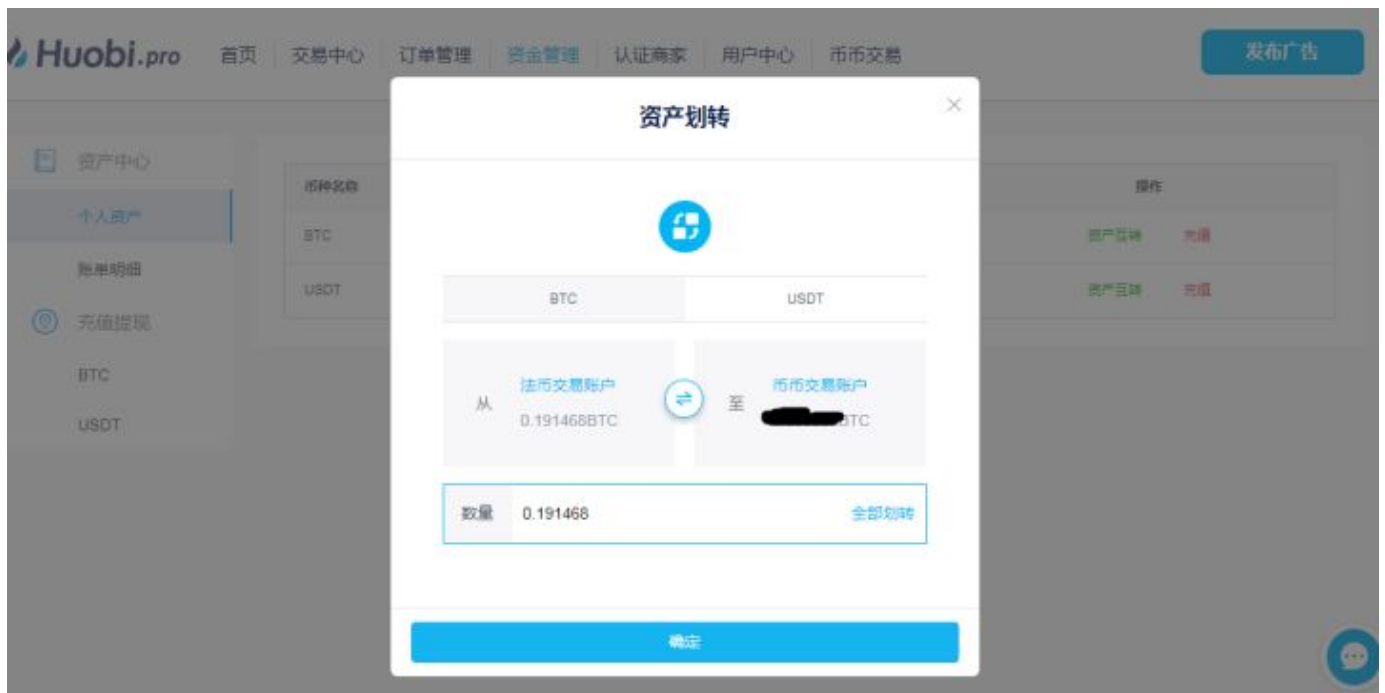 Huobi.pro 首页 交易中心 订单管理 资金管理 认证商家 用户中心 币币交易 发布广告
资产划转
资产中心
币种名称 操作
个人资产
BTC 资产互转 充值
账单明细
USDT 资产互转 充值
BTC USDT
充值提现
BTC
USDT
从 法币交易账户 至 币币交易账户
0.191468BTC BTC
数量 0.191468 全部划转
确定